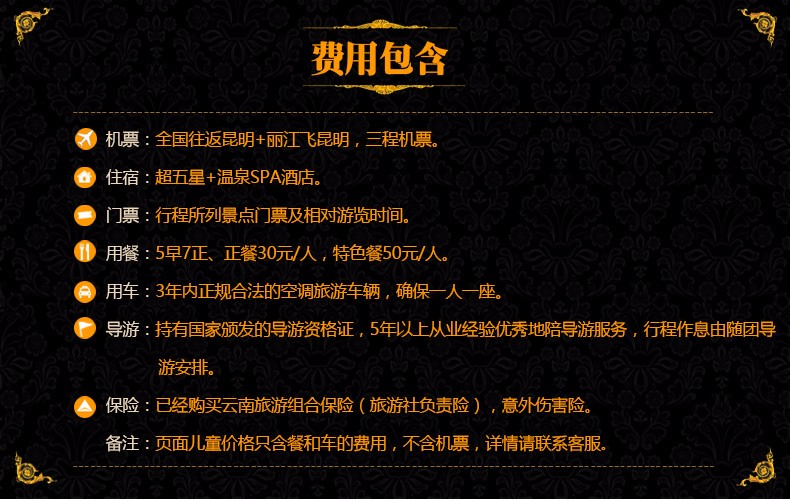 费用包含
机票：全国往返昆明+丽江飞昆明，三程机票。
住宿：超五星+温泉SPA酒店。
门票：行程所列景点门票及相对游览时间。
用餐：5早7正、正餐30元/人，特色餐50元/人。
用车：3年内正规合法的空调旅游车辆，确保一人一座。
导游：持有国家颁发的导游资格证，5年以上从业经验优秀地陪导游服务，行程作息由随团导
游安排。
保险：已经购买云南旅游组合保险（旅游社负责险），意外伤害险。
备注：页面儿童价格只含餐和车的费用，不含机票，详情请联系客服。